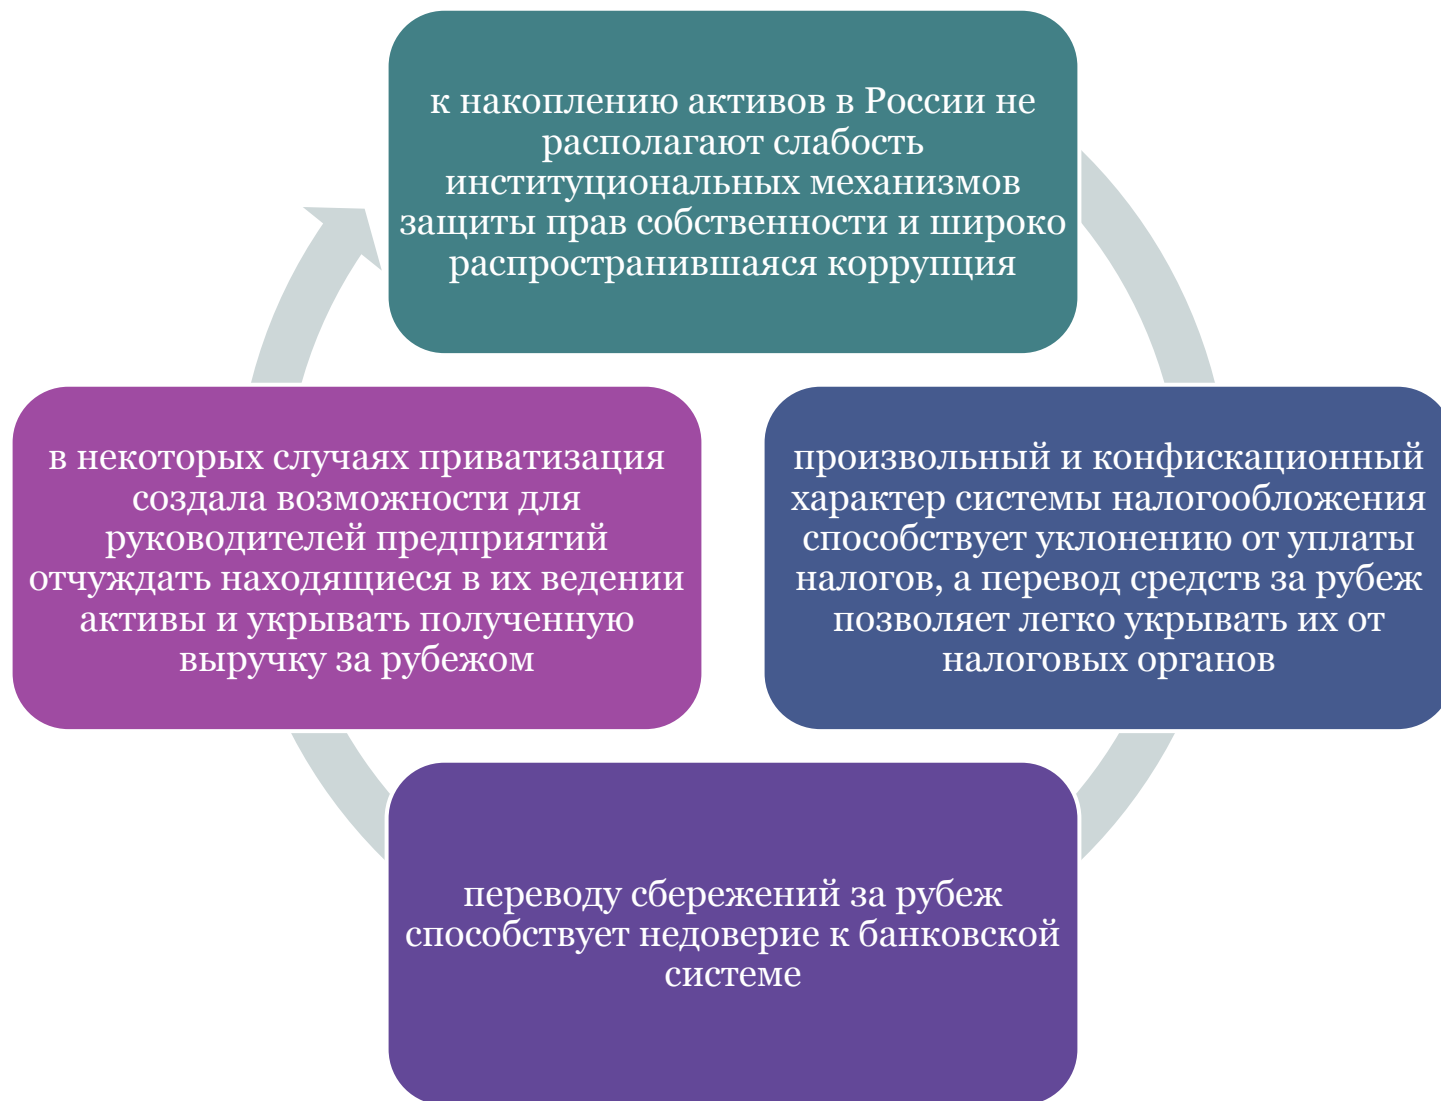 к накоплению активов в России не
располагают слабость
институциональных механизмов
защиты прав собственности и широко
распространившаяся коррупция
произвольный и конфискационный
характер системы налогообложения
способствует уклонению от уплаты
налогов, а перевод средств за рубеж
позволяет легко укрывать их от
налоговых органов
переводу сбережений за рубеж
способствует недоверие к банковской
системе
в некоторых случаях приватизация
создала возможности для
руководителей предприятий
отчуждать находящиеся в их ведении
активы и укрывать полученную
выручку за рубежом